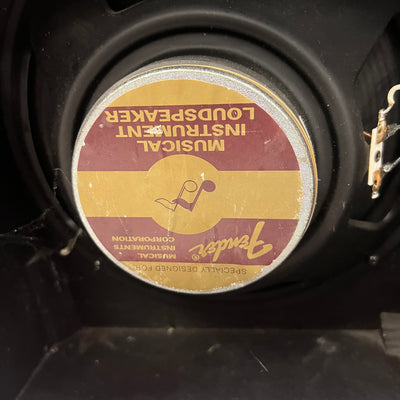 SPECIALLY DESIGNED FOR
Fender®
MUSICAL
INSTRUMENTS
CORPORATION
MUSICAL
INSTRUMENT
LOUDSPEAKER